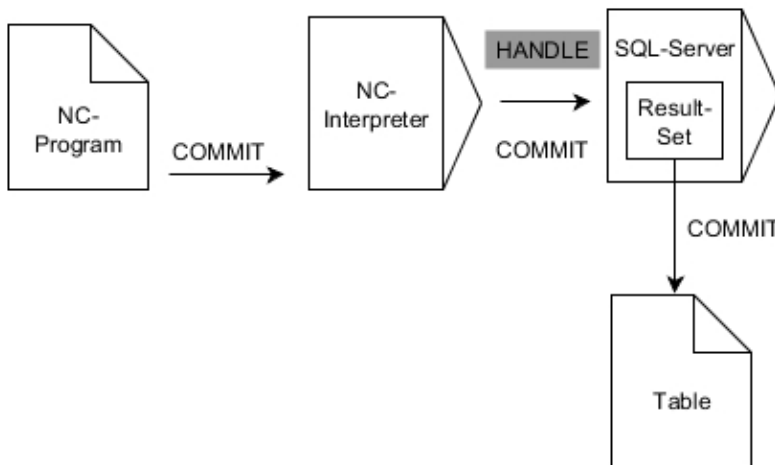 NC-
Program
COMMIT
NC-
Interpreter
HANDLE
COMMIT
SQL-Server
Result-
Set
COMMIT
Table